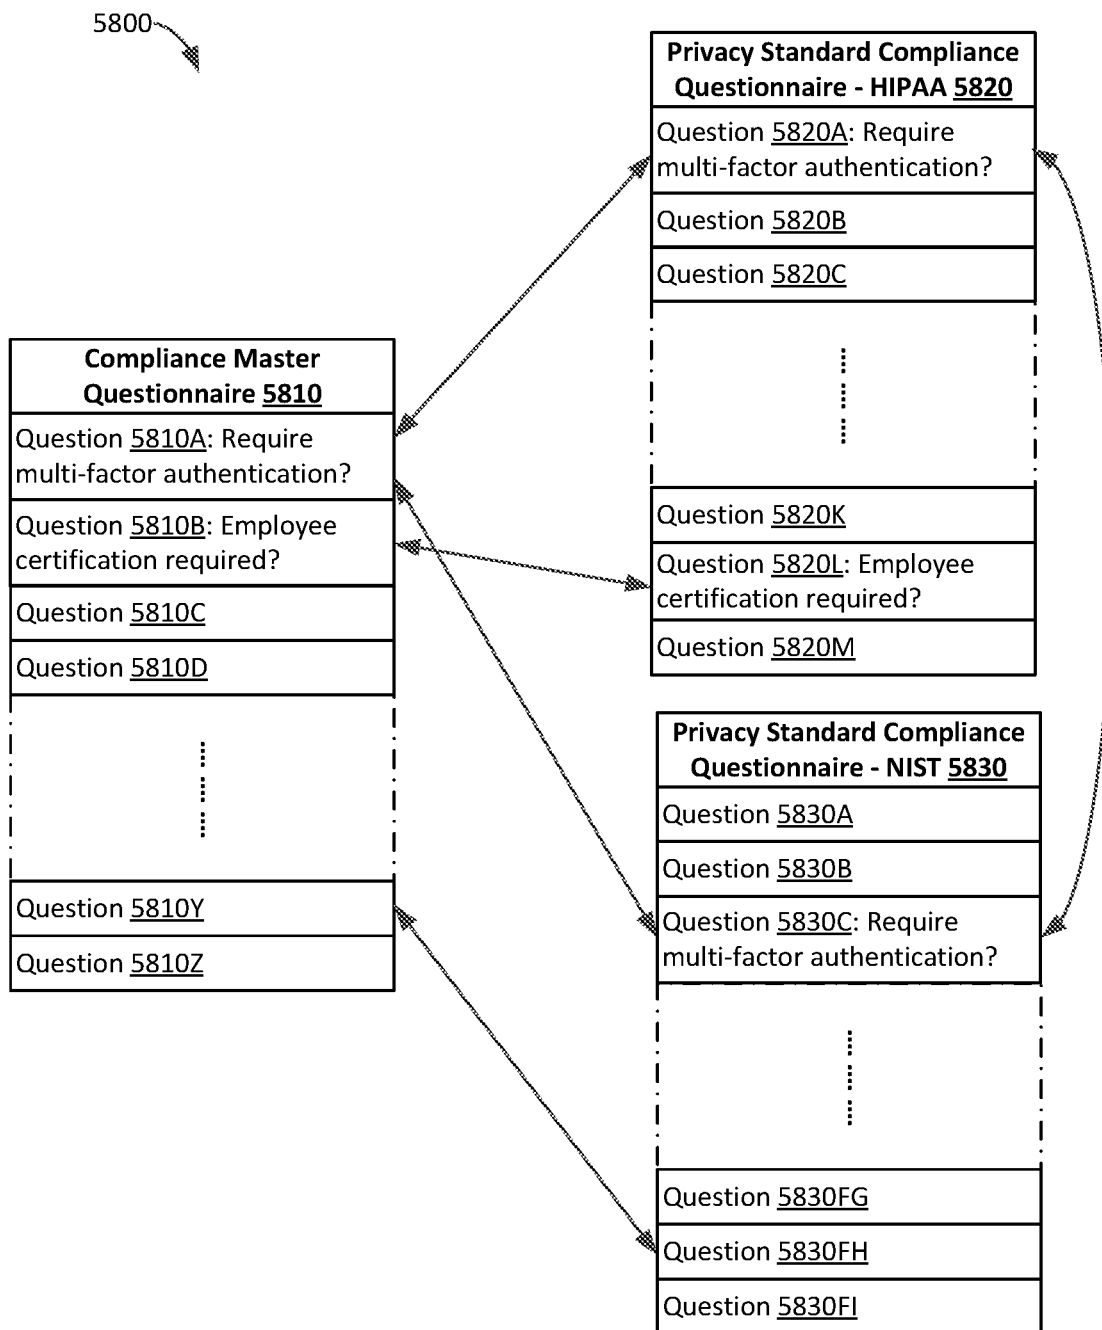 5800
Privacy Standard Compliance
Questionnaire - HIPAA 5820
Question 5820A: Require
multi-factor authentication?
Question 5820B
Question 5820C
Question 5820K
Question 5820L: Employee
certification required?
Question 5820M
Compliance Master
Questionnaire 5810
Question 5810A: Require
multi-factor authentication?
Question 5810B: Employee
certification required?
Question 5810C
Question 5810D
Question 5810Y
Question 5810Z
Privacy Standard Compliance
Questionnaire - NIST 5830
Question 5830A
Question 5830B
Question 5830C: Require
multi-factor authentication?
Question 5830FG
Question 5830FH
Question 5830FI